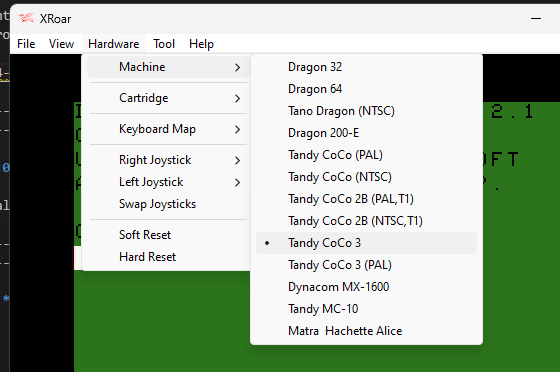 XRoar
File View Hardware Tool Help
Machine
Cartridge
Keyboard Map
Right Joystick
Left Joystick
Swap Joysticks
Soft Reset
Hard Reset
Dragon 32
Dragon 64
Tano Dragon (NTSC)
Dragon 200-E
Tandy CoCo (PAL)
Tandy CoCo (NTSC)
Tandy CoCo 2B (PAL,T1)
Tandy CoCo 2B (NTSC,T1)
Tandy CoCo 3
Tandy CoCo 3 (PAL)
Dynacom MX-1600
Tandy MC-10
Matra Hachette Alice
2.1